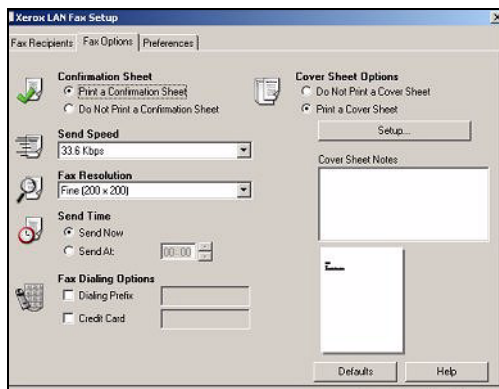 Xerox LAN Fax Setup
Fax Recipients Fax Options Preferences
Confirmation Sheet
Print a Confirmation Sheet
Do Not Print a Confirmation Sheet
Send Speed
33.6 Kbps
Fax Resolution
Fine (200 x 200)
Send Time
Send Now
Send At: 00:00
Fax Dialing Options
Dialing Prefix
Credit Card
Cover Sheet Options
Do Not Print a Cover Sheet
Print a Cover Sheet
Setup...
Cover Sheet Notes
Defaults Help